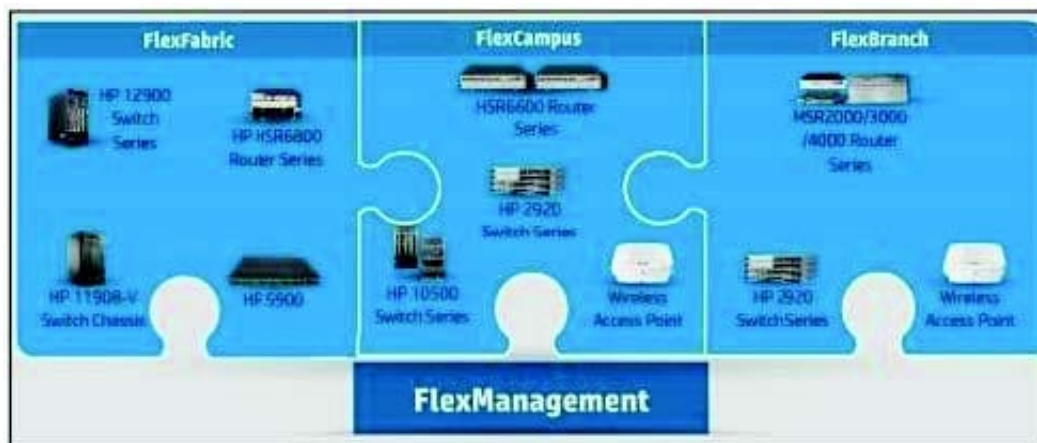 FlexFabric
HP 12900
Switch
Series
HP HSR6800
Router Series
HP 11908-V
Switch Chassis
HP 5900
FlexCampus
HSR6600 Router
Series
HP 2920
Switch Series
HP 10500
Switch Series
Wireless
Access Point
FlexBranch
MSR2000/3000
/4000 Router
Series
HP 2920
Switch Series
Wireless
Access Point
FlexManagement